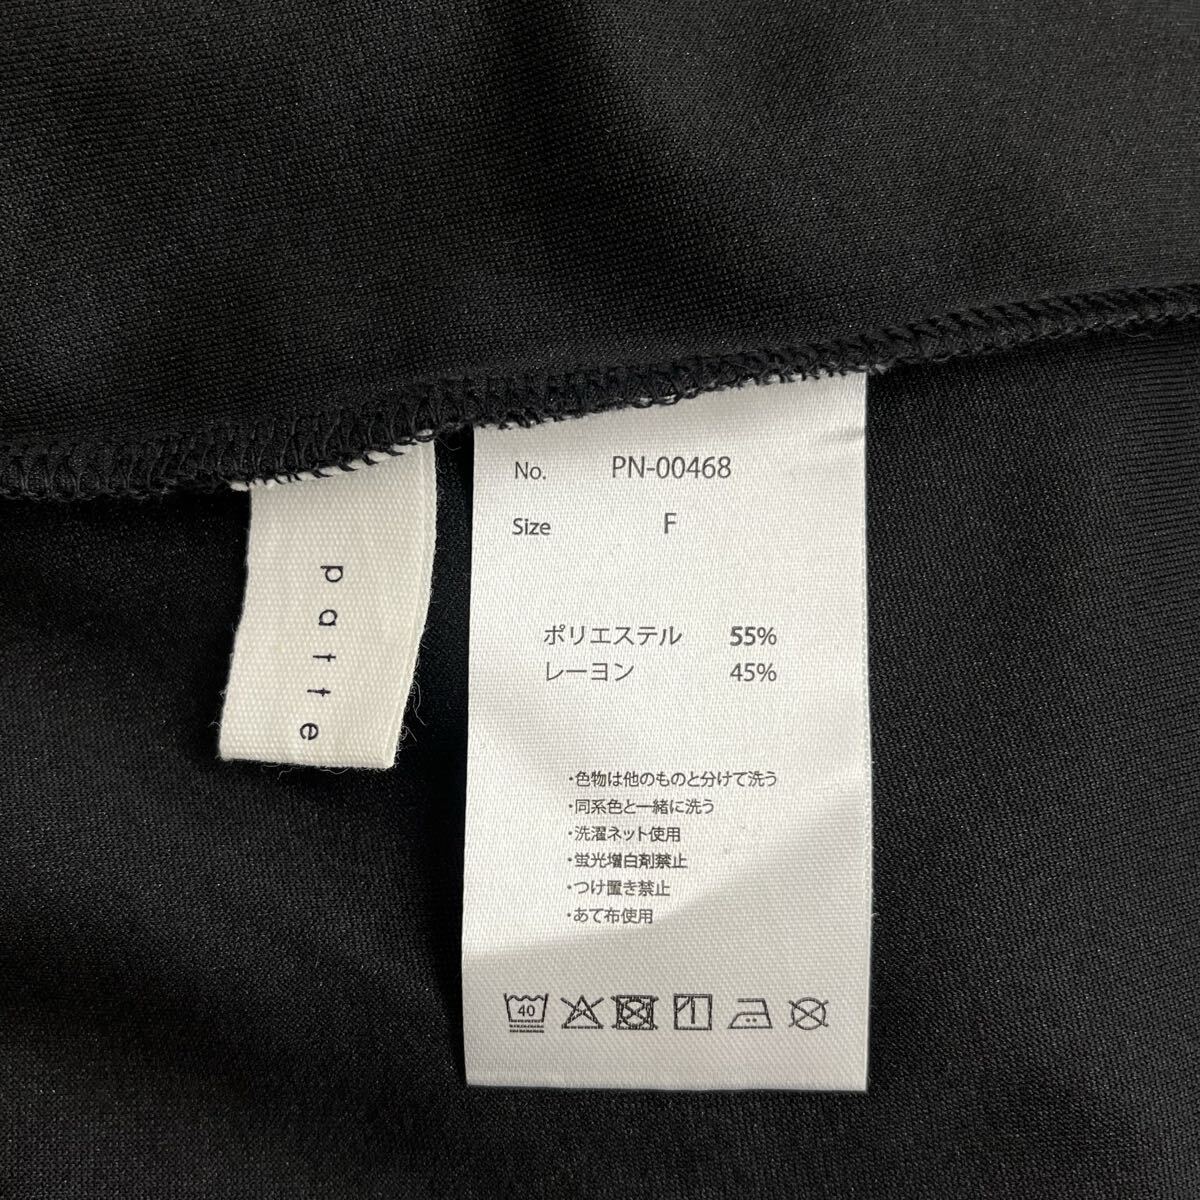 patte
No. PN-00468
Size F
ポリエステル 55%
レーヨン 45%
・色物は他のものと分けて洗う
・同系色と一緒に洗う
・洗濯ネット使用
・蛍光増白剤禁止
・つけ置き禁止
・あて布使用
40